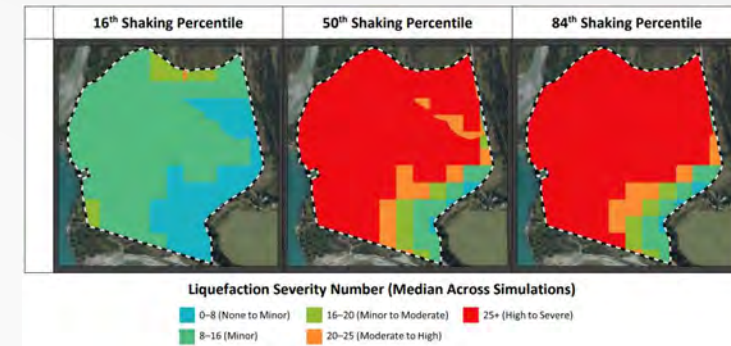 16th Shaking Percentile
50th Shaking Percentile
84th Shaking Percentile
Liquefaction Severity Number (Median Across Simulations)
0–8 (None to Minor)
16–20 (Minor to Moderate)
25+ (High to Severe)
8–16 (Minor)
20–25 (Moderate to High)